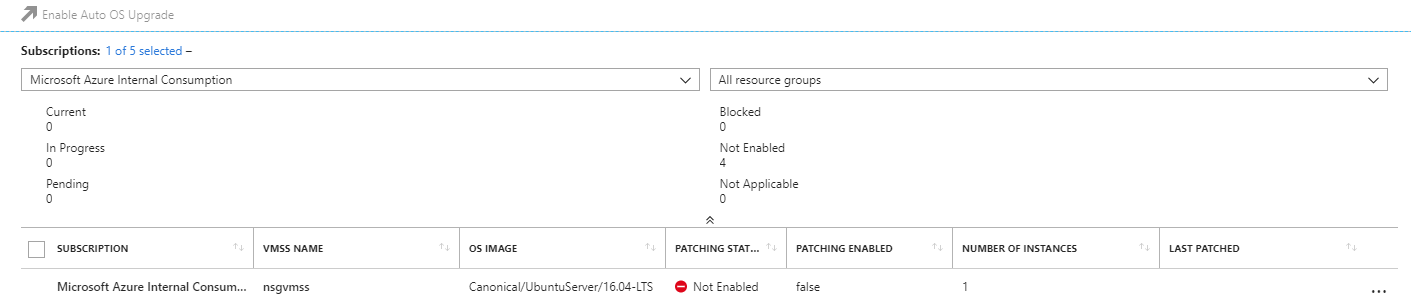 Enable Auto OS Upgrade
Subscriptions: 1 of 5 selected –
Microsoft Azure Internal Consumption
All resource groups
Current
0
Blocked
0
In Progress
0
Not Enabled
4
Pending
0
Not Applicable
0
SUBSCRIPTION VMSS NAME OS IMAGE PATCHING STAT... PATCHING ENABLED NUMBER OF INSTANCES LAST PATCHED
Microsoft Azure Internal Consum... nsgvmss Canonical/UbuntuServer/16.04-LTS Not Enabled false 1 ...